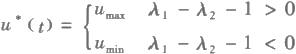 u*(t) = { u_max  λ₁ − λ₂ − 1 > 0
u_min  λ₁ − λ₂ − 1 < 0